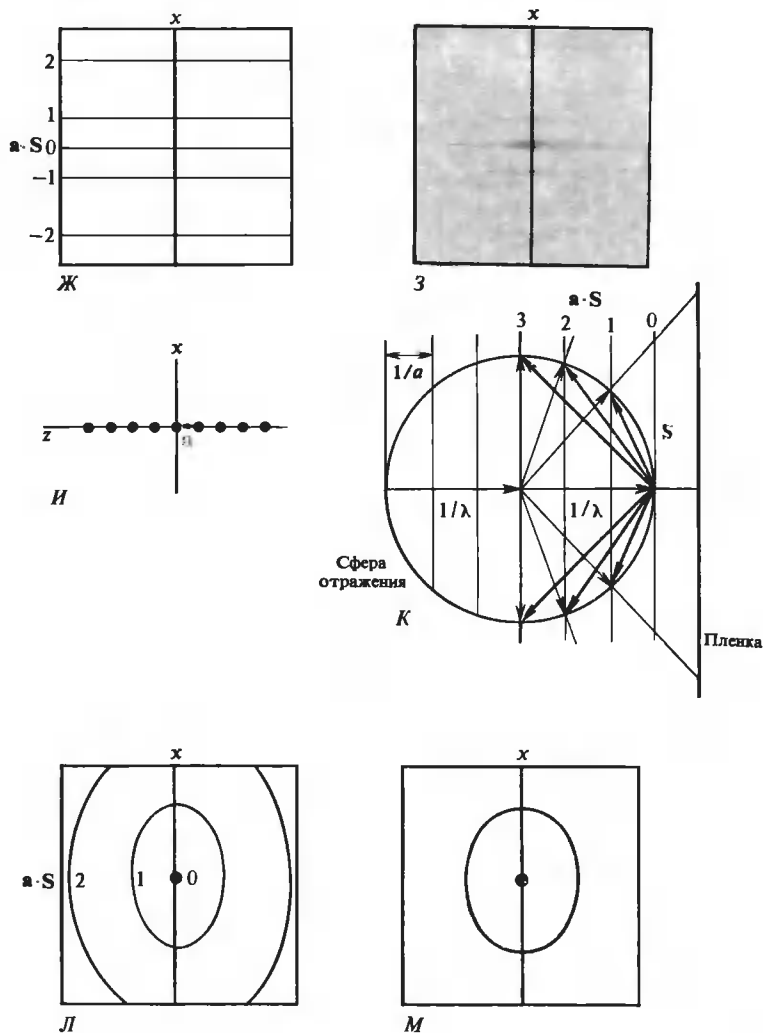 x
2
1
a·S 0
−1
−2
Ж
x
З
x
z
a
И
a·S
3 2 1 0
1/a
S
1/λ 1/λ
Сфера
отражения
К
Пленка
x
a·S 2 1 0
Л
x
М